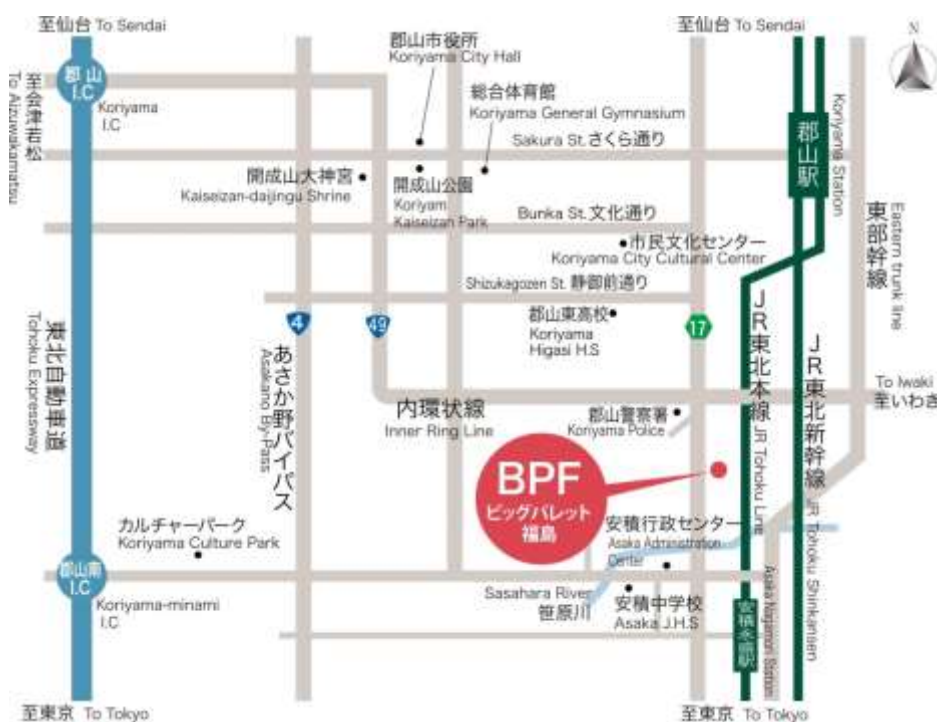 至仙台 To Sendai
至仙台 To Sendai
N
郡山市役所
Koriyama City Hall
郡山
I.C
Koriyama
I.C
至会津若松
To Aizuwakamatsu
総合体育館
Koriyama General Gymnasium
Sakura St. さくら通り
郡山駅
Koriyama Station
開成山大神宮
Kaiseizan-daijingu Shrine
開成山公園
Koriyam
Kaiseizan Park
Bunka St. 文化通り
市民文化センター
Koriyama City Cultural Center
東部幹線
Eastern trunk line
Shizukagozen St. 静御前通り
郡山東高校
Koriyama
Higasi H.S
4
49
17
東北自動車道
Tohoku Expressway
あさか野バイパス
Asakano By-Pass
JR東北本線
JR Tohoku Line
JR東北新幹線
JR Tohoku Shinkansen
To Iwaki
至いわき
内環状線
Inner Ring Line
郡山警察署
Koriyama Police
BPF
ビッグパレット
福島
カルチャーパーク
Koriyama Culture Park
安積行政センター
Asaka Administration
Center
郡山南
I.C
Koriyama-minami
I.C
Sasahara River
笹原川
安積中学校
Asaka J.H.S
安積永盛駅
Asaka Nagamori Station
至東京 To Tokyo
至東京 To Tokyo